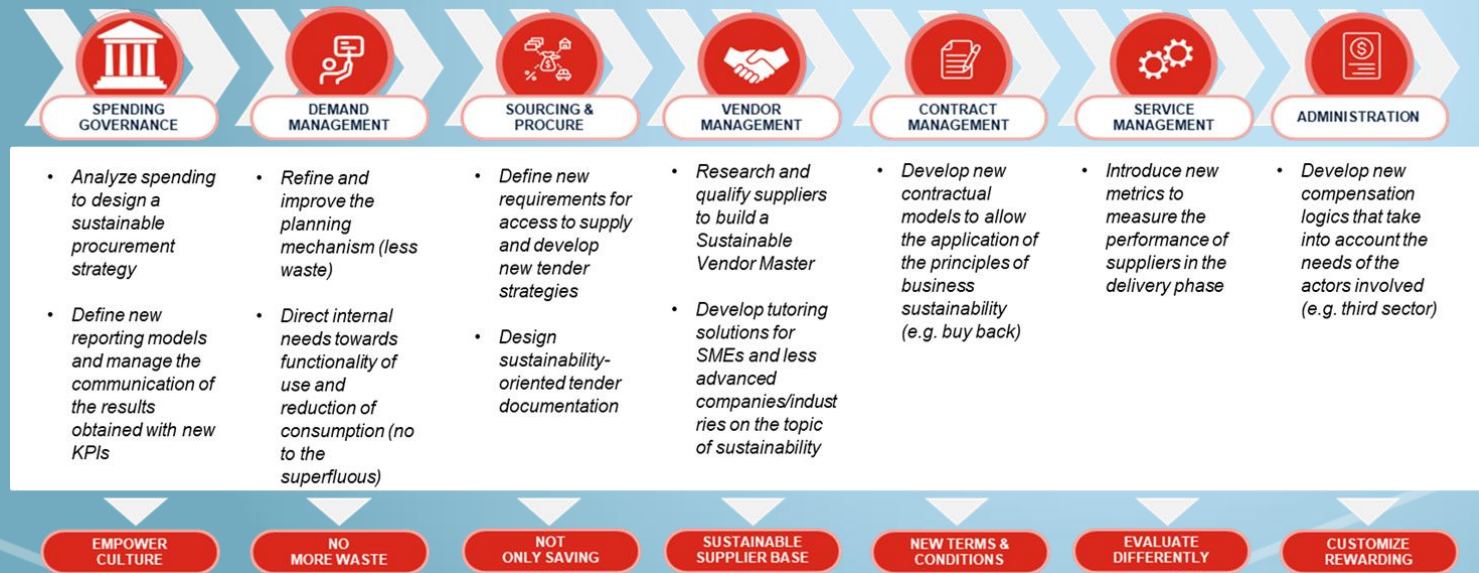 SPENDING
GOVERNANCE
DEMAND
MANAGEMENT
SOURCING &
PROCURE
VENDOR
MANAGEMENT
CONTRACT
MANAGEMENT
SERVICE
MANAGEMENT
ADMINISTRATION
• Analyze spending
to design a
sustainable
procurement
strategy
• Define new
reporting models
and manage the
communication of
the results
obtained with new
KPIs
• Refine and
improve the
planning
mechanism (less
waste)
• Direct internal
needs towards
functionality of
use and
reduction of
consumption (no
to the
superfluous)
• Define new
requirements for
access to supply
and develop
new tender
strategies
• Design
sustainability-
oriented tender
documentation
• Research and
qualify suppliers
to build a
Sustainable
Vendor Master
• Develop tutoring
solutions for
SMEs and less
advanced
companies/indust
ries on the topic
of sustainability
• Develop new
contractual
models to allow
the application of
the principles of
business
sustainability
(e.g. buy back)
• Introduce new
metrics to
measure the
performance of
suppliers in the
delivery phase
• Develop new
compensation
logics that take
into account the
needs of the
actors involved
(e.g. third sector)
EMPOWER
CULTURE
NO
MORE WASTE
NOT
ONLY SAVING
SUSTAINABLE
SUPPLIER BASE
NEW TERMS &
CONDITIONS
EVALUATE
DIFFERENTLY
CUSTOMIZE
REWARDING